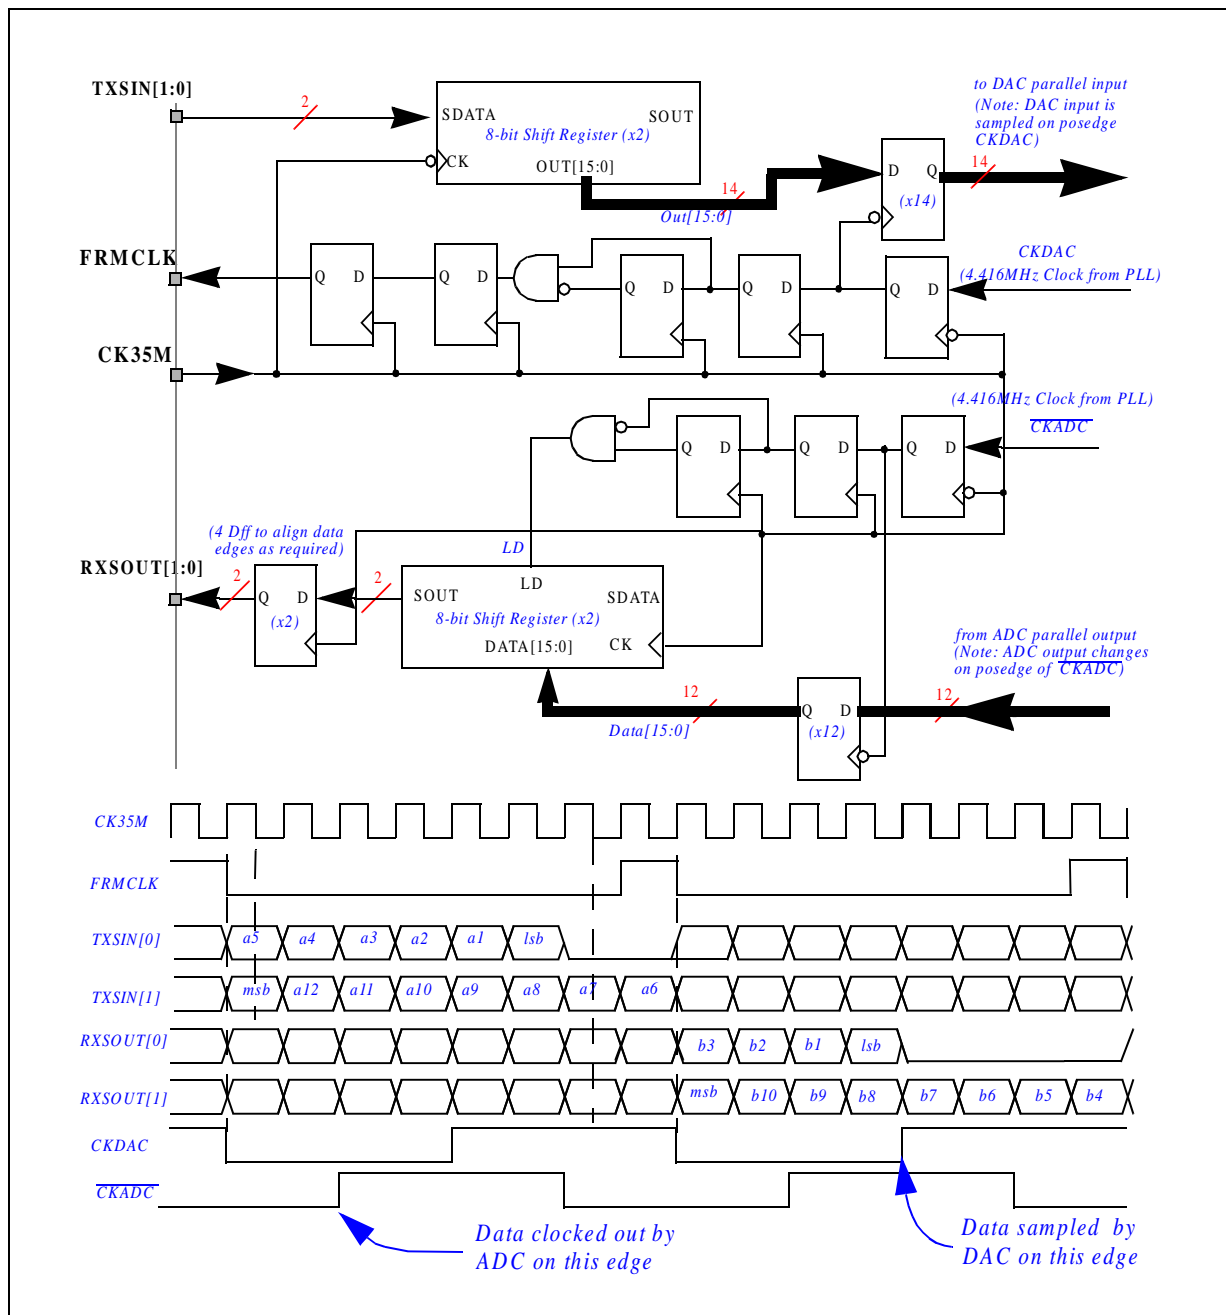 TXSIN[1:0]
2
SDATA
SOUT
8-bit Shift Register (x2)
CK
OUT[15:0]
14
Out[15:0]
to DAC parallel input
(Note: DAC input is
sampled on posedge
CKDAC)
D Q
14
(x14)
FRMCLK
Q D
Q D
Q D
Q D
Q D
CKDAC
(4.416MHz Clock from PLL)
CK35M
(4.416MHz Clock from PLL)
CKADC
Q D
Q D
Q D
(4 Dff to align data
edges as required)
LD
RXSOUT[1:0]
2
Q D
(x2)
2
SOUT
LD
SDATA
8-bit Shift Register (x2)
DATA[15:0]
CK
from ADC parallel output
(Note: ADC output changes
on posedge of CKADC)
12
Data[15:0]
Q D
(x12)
12
CK35M
FRMCLK
TXSIN[0] a5 a4 a3 a2 a1 lsb
TXSIN[1] msb a12 a11 a10 a9 a8 a7 a6
RXSOUT[0] b3 b2 b1 lsb
RXSOUT[1] msb b10 b9 b8 b7 b6 b5 b4
CKDAC
CKADC
Data clocked out by
ADC on this edge
Data sampled by
DAC on this edge